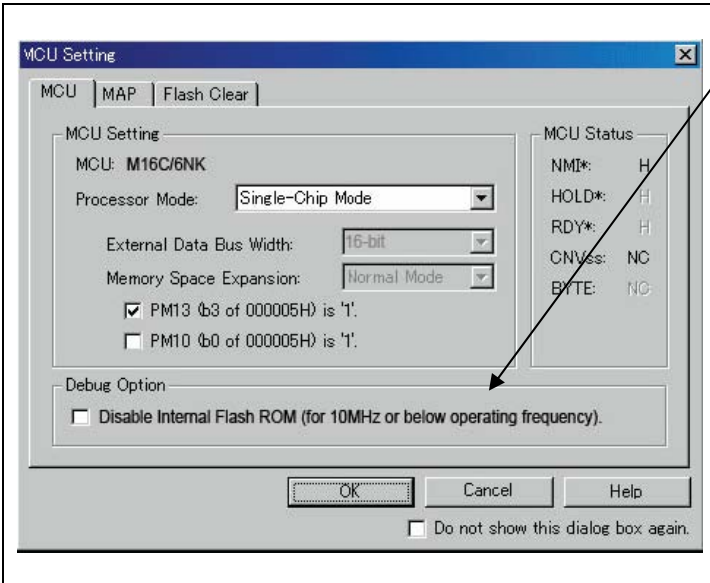 MCU Setting
MCU
MAP
Flash Clear
MCU Setting
MCU: M16C/6NK
Processor Mode: Single-Chip Mode
External Data Bus Width: 16-bit
Memory Space Expansion: Normal Mode
PM13 (b3 of 000005H) is '1'.
PM10 (b0 of 000005H) is '1'.
MCU Status
NMI*: H
HOLD*: H
RDY*: H
CNVss: NC
BYTE: NC
Debug Option
Disable Internal Flash ROM (for 10MHz or below operating frequency).
OK
Cancel
Help
Do not show this dialog box again.